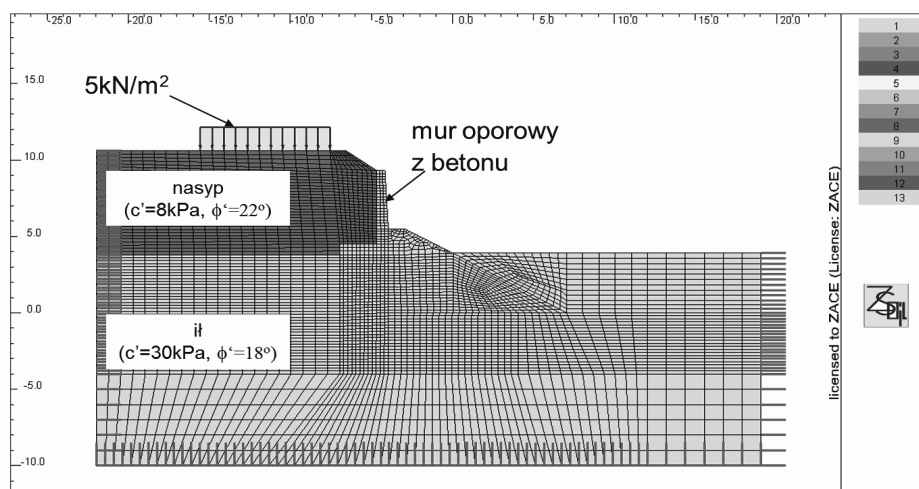 -25.0 -20.0 -15.0 -10.0 -5.0 0.0 5.0 10.0 15.0 20.0
15.0
10.0
5.0
0.0
-5.0
-10.0
5kN/m²
mur oporowy
z betonu
nasyp
(c'=8kPa, ϕ‘=22º)
ił
(c'=30kPa, ϕ‘=18º)
licensed to ZACE (License: ZACE)
1
2
3
4
5
6
7
8
9
10
11
12
13